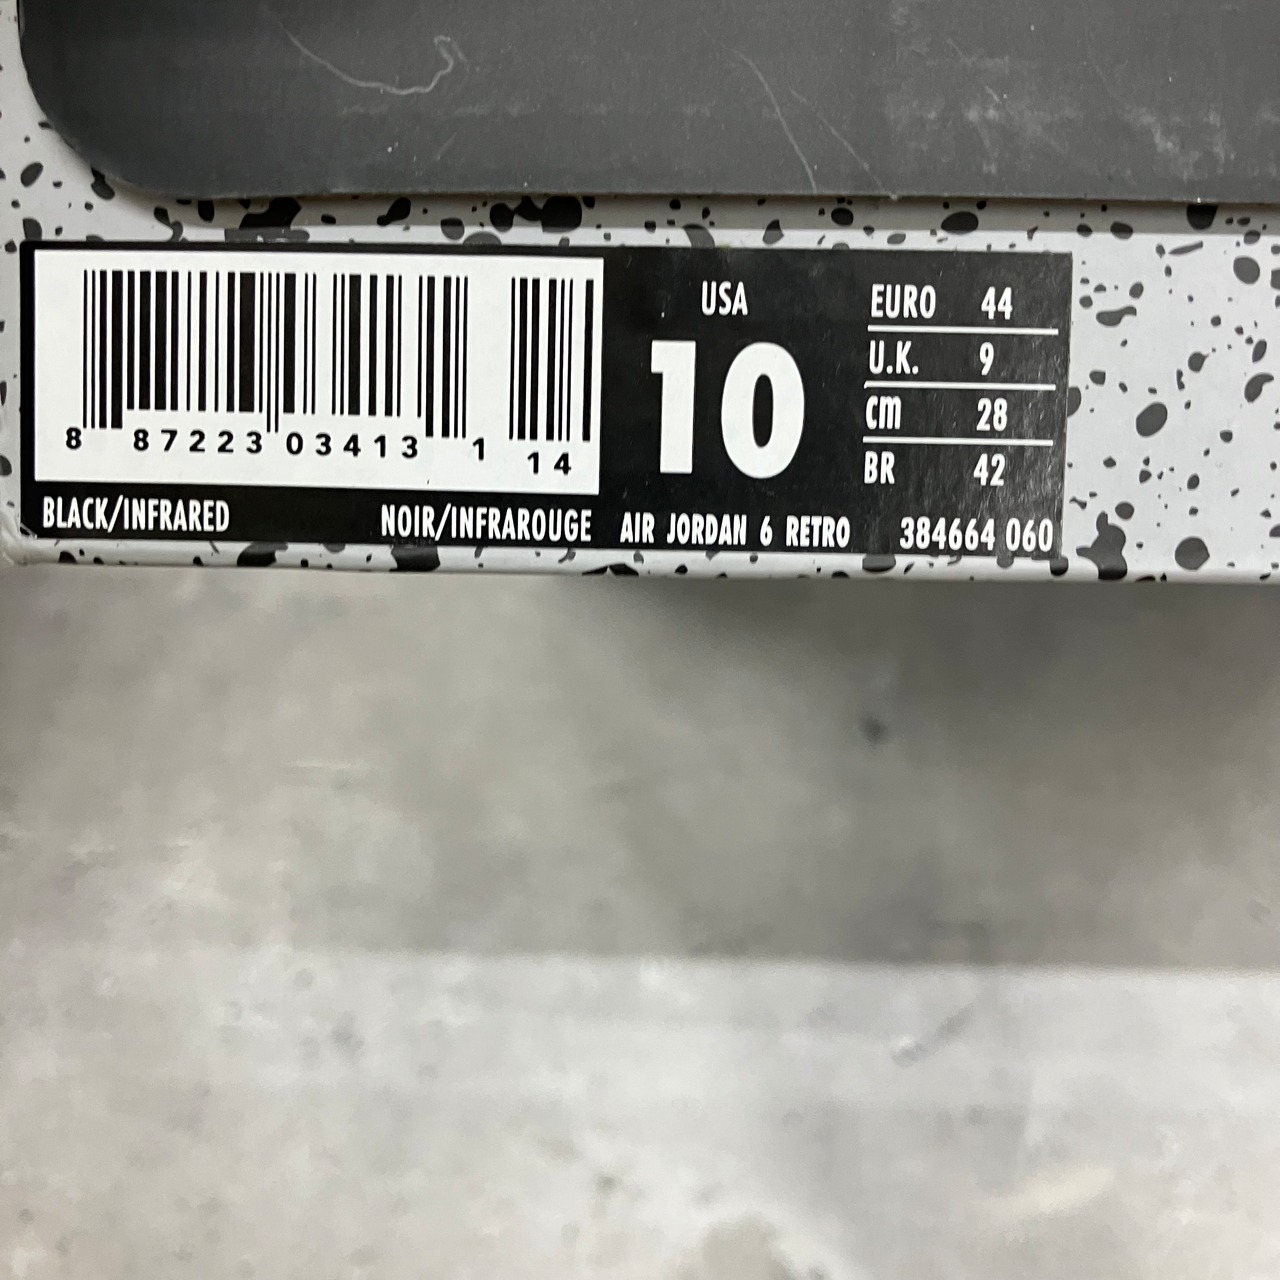 8 87223 03413 1 14
BLACK/INFRARED NOIR/INFRAROUGE
USA
10
EURO 44
U.K. 9
cm 28
BR 42
AIR JORDAN 6 RETRO 384664 060